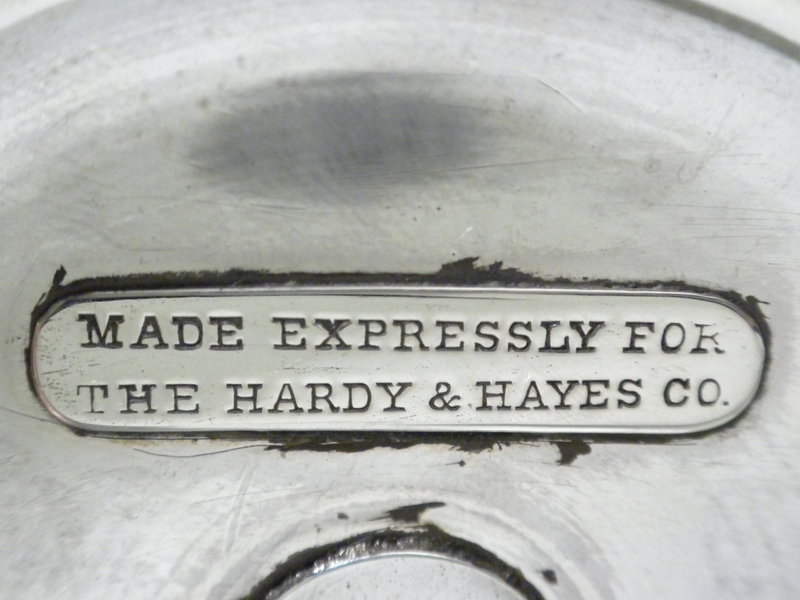 MADE EXPRESSLY FOR
THE HARDY & HAYES CO.